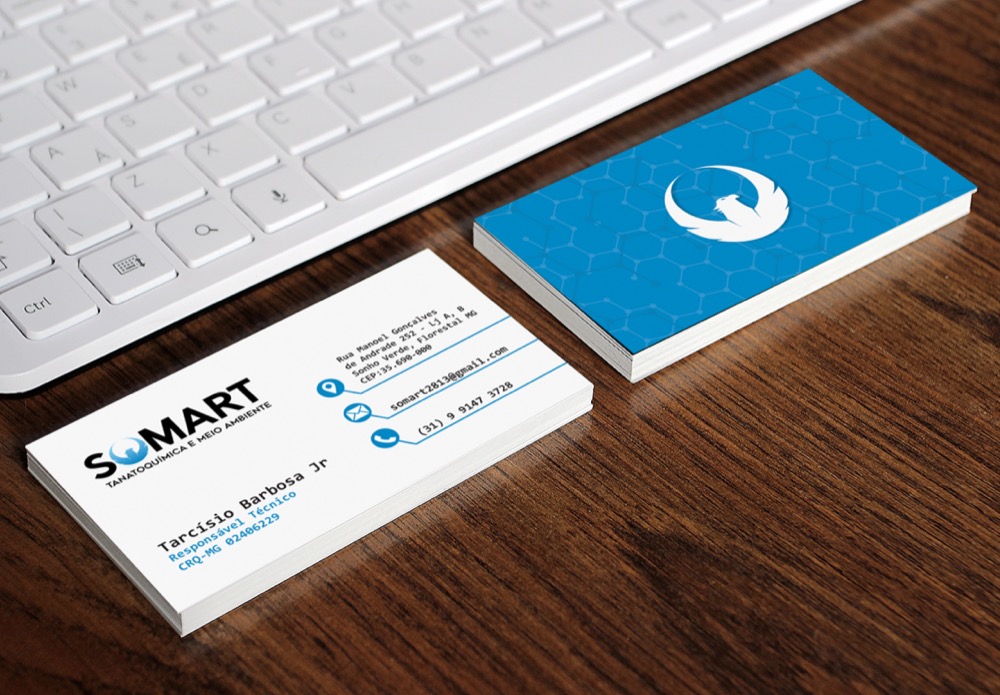 W
S
D
F
A
A
X
C
Z
Ctrl
SOMART
TANATOQUÍMICA E MEIO AMBIENTE
Tarcísio Barbosa Jr
Responsável Técnico
CRQ-MG 02406229
Rua Manoel Gonçalves
de Andrade 252 - Lj A, B
Sonho Verde, Florestal MG
CEP:35.690-000
somart2813@gmail.com
(31) 9 9147 3728